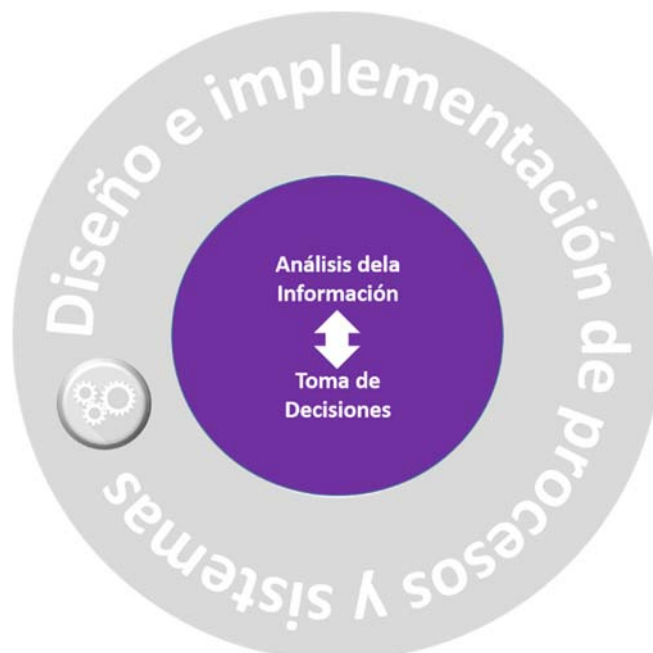 Diseño e implementación de procesos y sistemas
Análisis dela
Información
Toma de
Decisiones